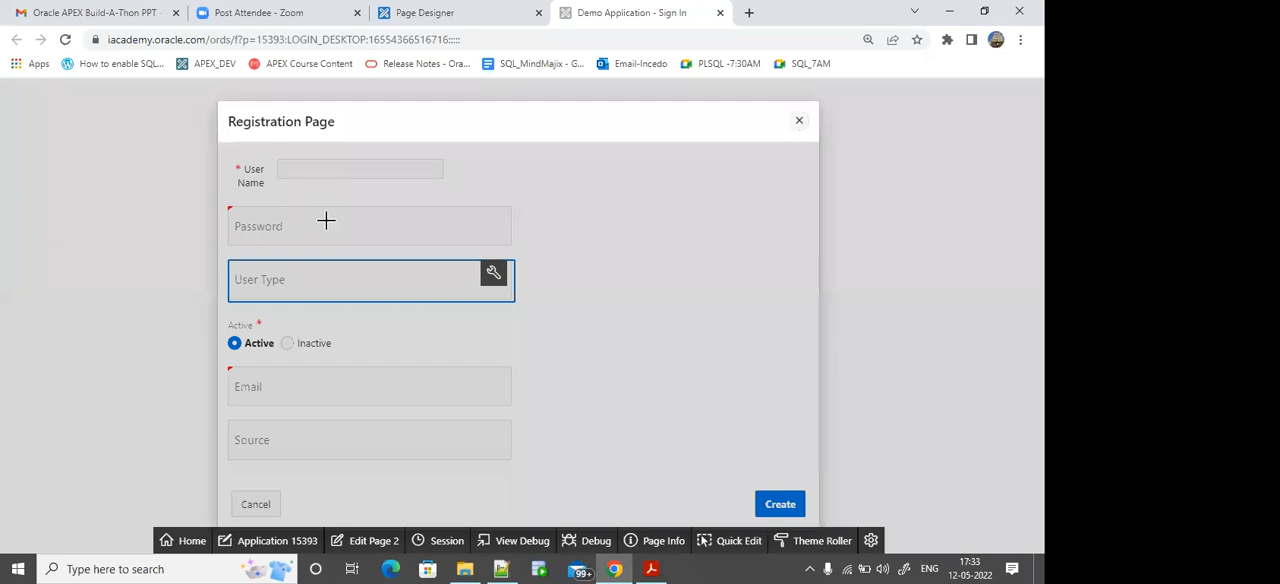 Oracle APEX Build-A-Thon PPT -
Post Attendee - Zoom
Page Designer
Demo Application - Sign In
iacademy.oracle.com/ords/f?p=15393:LOGIN_DESKTOP:16554366516716:::::
Apps
How to enable SQL...
APEX_DEV
APEX Course Content
Release Notes - Ora...
SQL_MindMajix - G...
Email-Incedo
PLSQL -7:30AM
SQL_7AM
Registration Page
* User
Name
Password
User Type
Active *
Active
Inactive
Email
Source
Cancel
Create
Home
Application 15393
Edit Page 2
Session
View Debug
Debug
Page Info
Quick Edit
Theme Roller
Type here to search
99+
ENG
17:33
12-05-2022